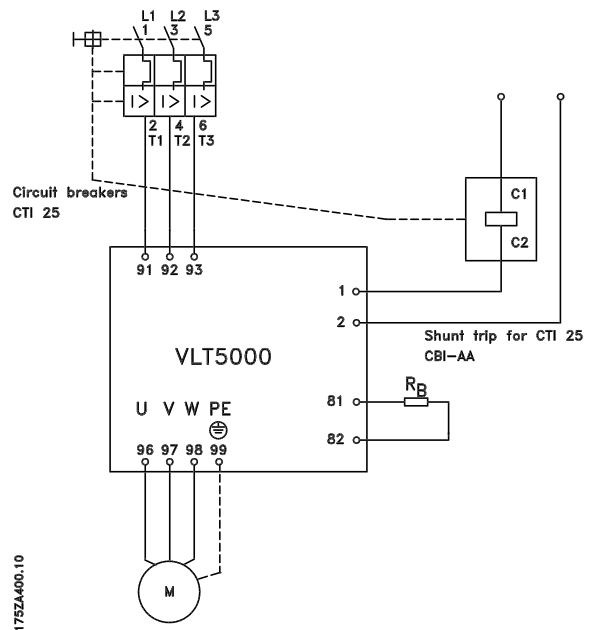 L1 L2 L3
1 3 5
I> I> I>
2 4 6
T1 T2 T3
Circuit breakers
CTI 25
C1
C2
91 92 93
1
2
Shunt trip for CTI 25
CBI-AA
VLT5000
RB
81
82
U V W PE
96 97 98 99
M
175ZA400.10